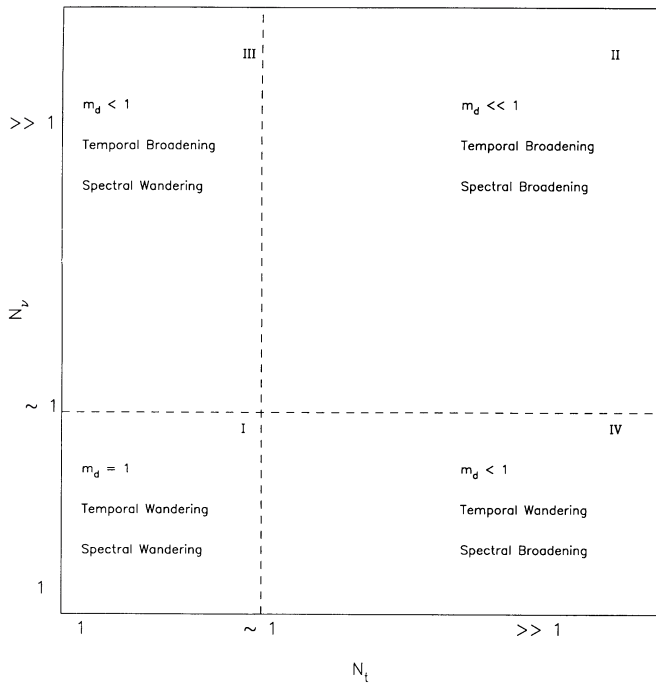 III
m_d < 1
Temporal Broadening
Spectral Wandering
II
m_d << 1
Temporal Broadening
Spectral Broadening
I
m_d = 1
Temporal Wandering
Spectral Wandering
IV
m_d < 1
Temporal Wandering
Spectral Broadening
>> 1
N_ν
~ 1
1
1
~ 1
>> 1
N_t